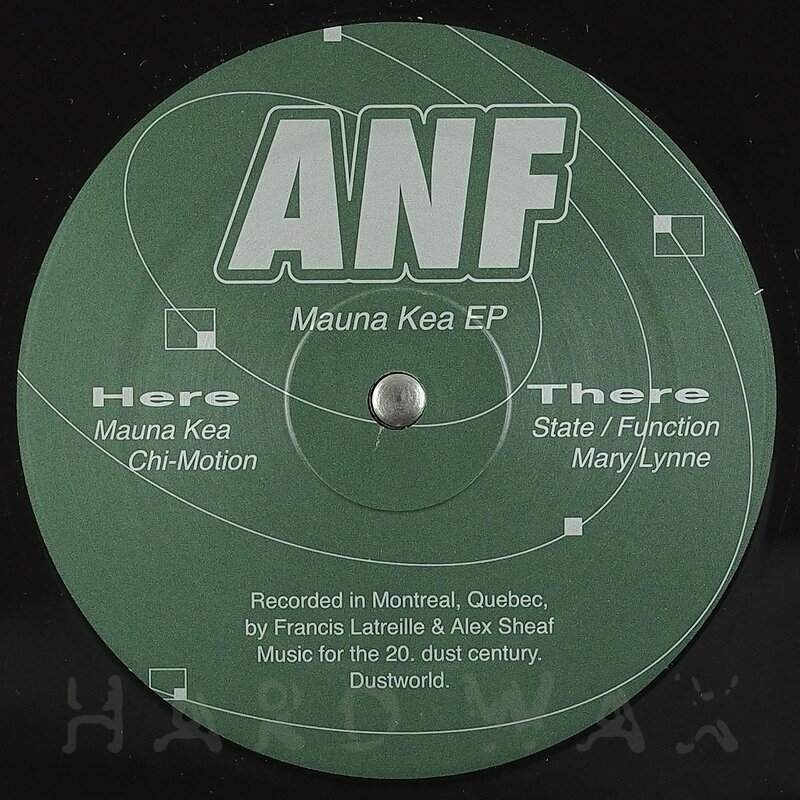 ANF
Mauna Kea EP
Here
Mauna Kea
Chi-Motion
There
State / Function
Mary Lynne
Recorded in Montreal, Quebec,
by Francis Latreille & Alex Sheaf
Music for the 20. dust century.
Dustworld.
HARD WAX